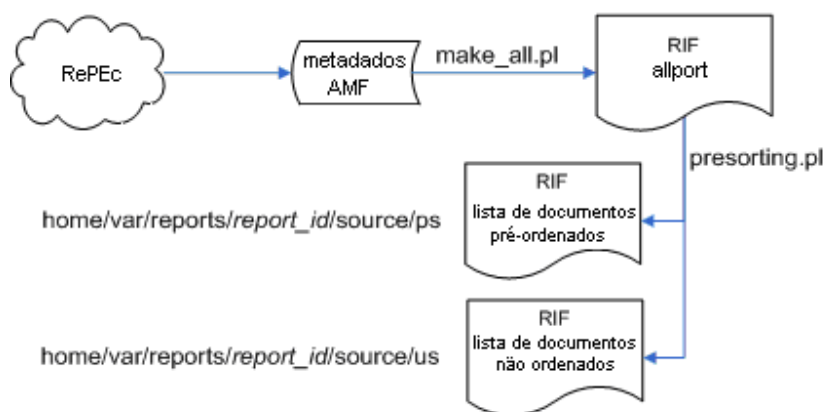 RePEc
metadados
AMF
make_all.pl
RIF
allport
presorting.pl
home/var/reports/report_id/source/ps
RIF
lista de documentos
pré-ordenados
home/var/reports/report_id/source/us
RIF
lista de documentos
não ordenados